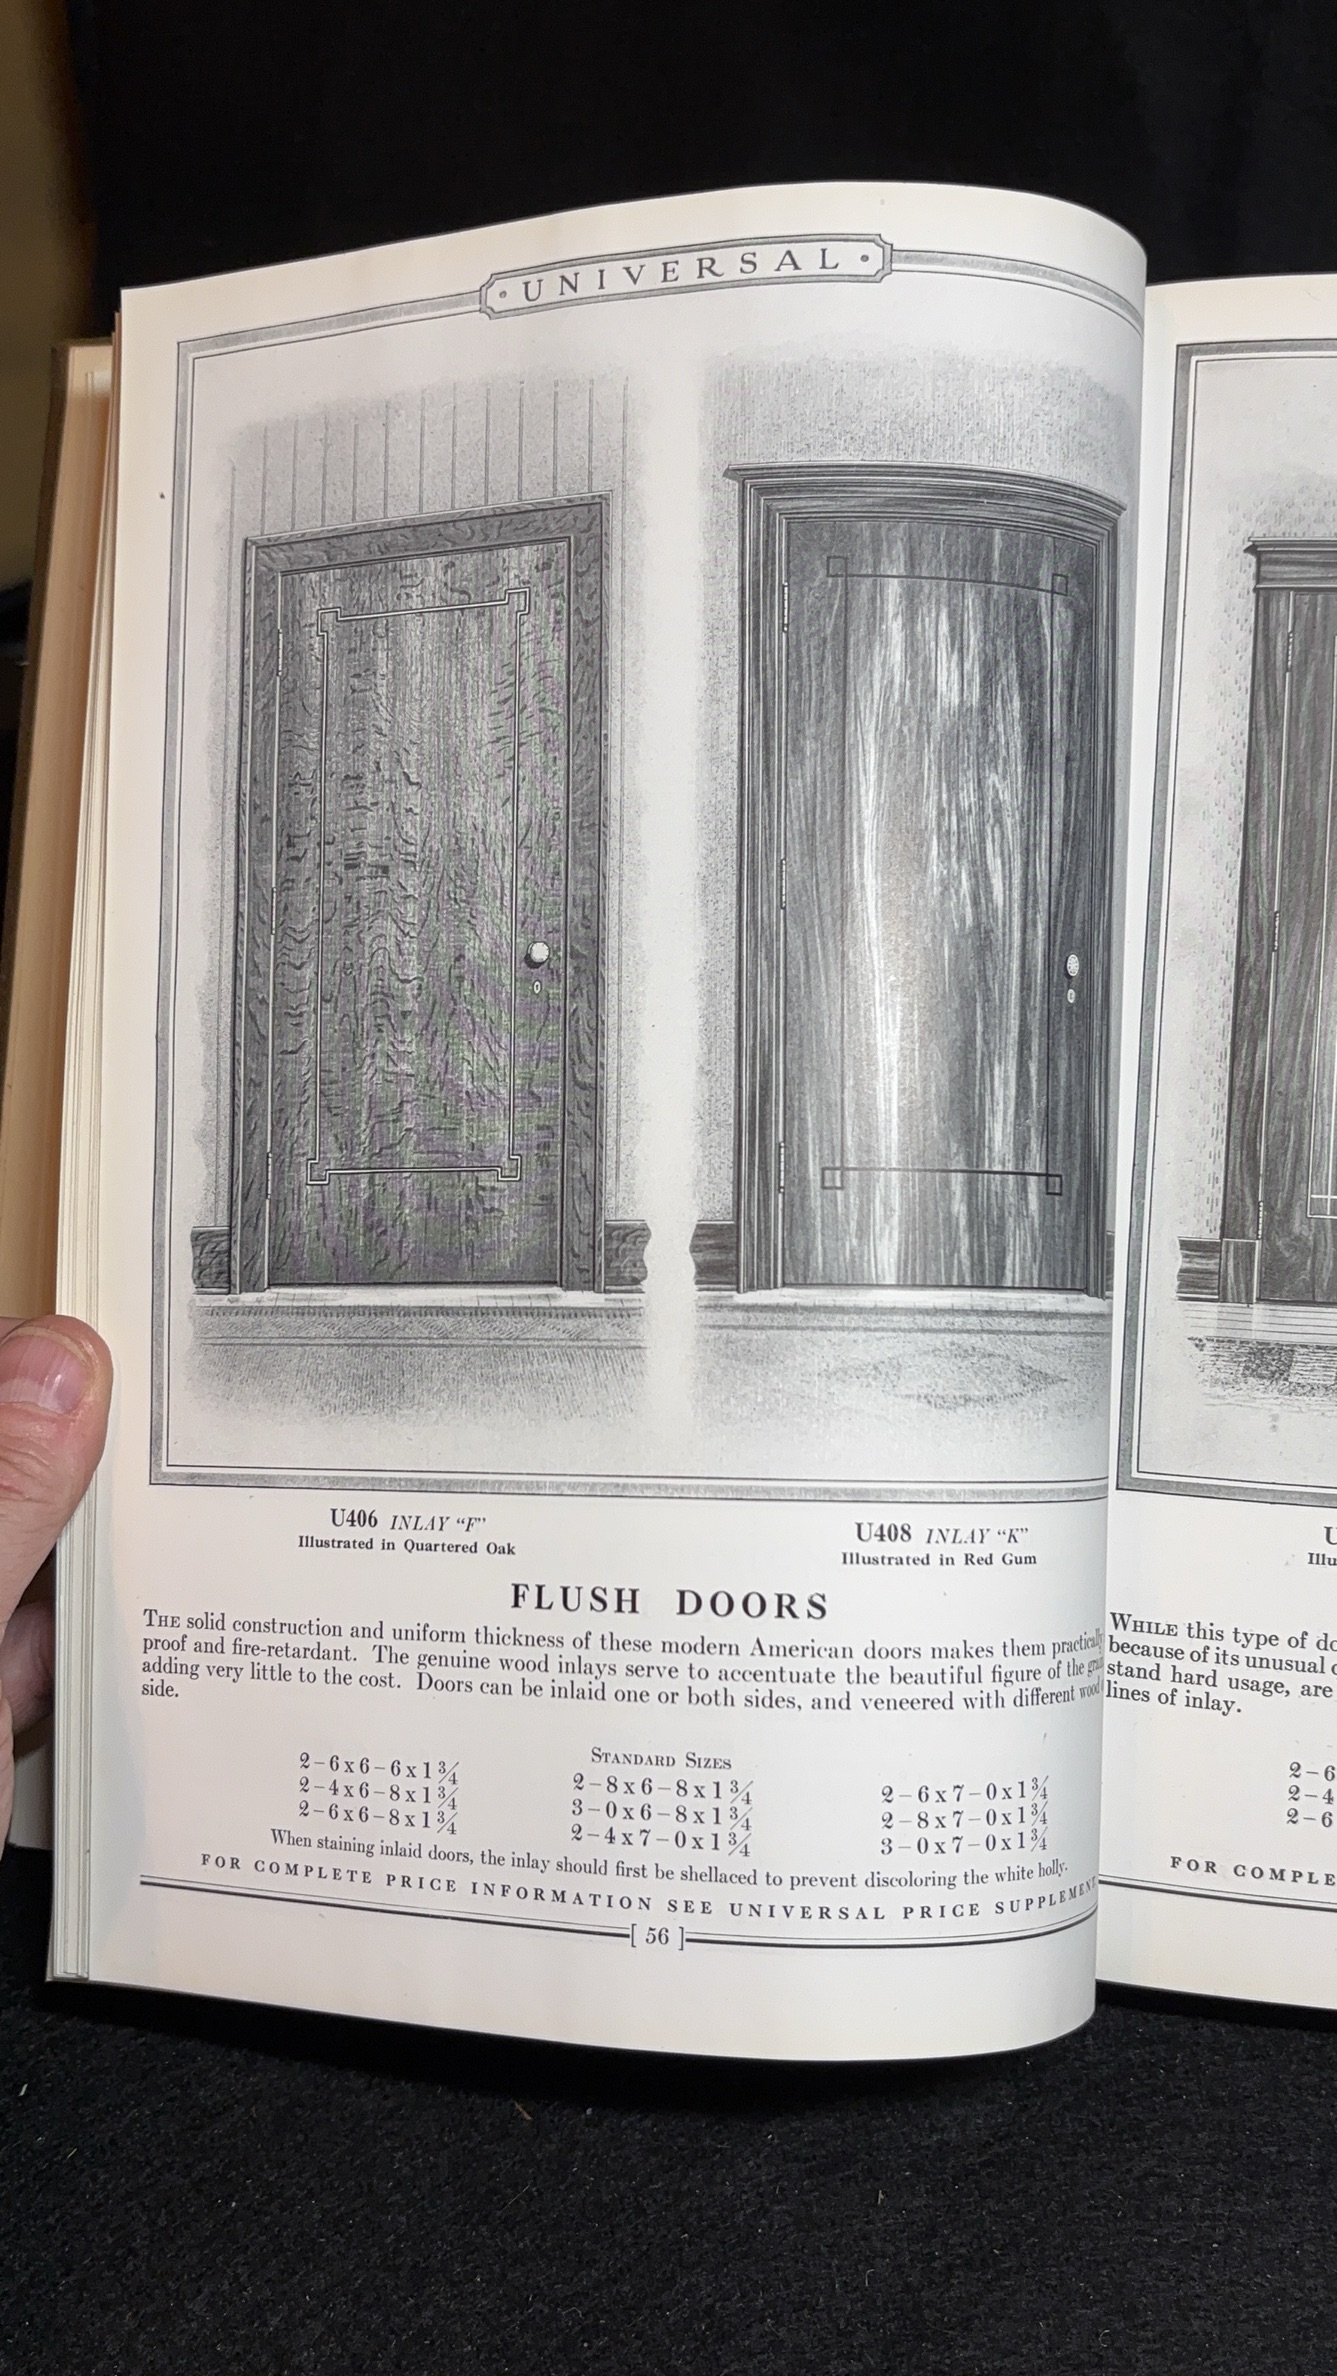 · UNIVERSAL ·
U406 INLAY “F”
Illustrated in Quartered Oak
U408 INLAY “K”
Illustrated in Red Gum
FLUSH DOORS
THE solid construction and uniform thickness of these modern American doors makes them practically
proof and fire-retardant. The genuine wood inlays serve to accentuate the beautiful figure of the
adding very little to the cost. Doors can be inlaid one or both sides, and veneered with different wood
side.
STANDARD SIZES
2-6x6-6x1¾
2-4x6-8x1¾
2-6x6-8x1¾
2-8x6-8x1¾
3-0x6-8x1¾
2-4x7-0x1¾
2-6x7-0x1¾
2-8x7-0x1¾
3-0x7-0x1¾
When staining inlaid doors, the inlay should first be shellaced to prevent discoloring the white holly.
FOR COMPLETE PRICE INFORMATION SEE UNIVERSAL PRICE SUPPLEMENT
[ 56 ]
WHILE this type of
because of its unusual
stand hard usage, are
lines of inlay.
2-6
2-4
2-6
FOR